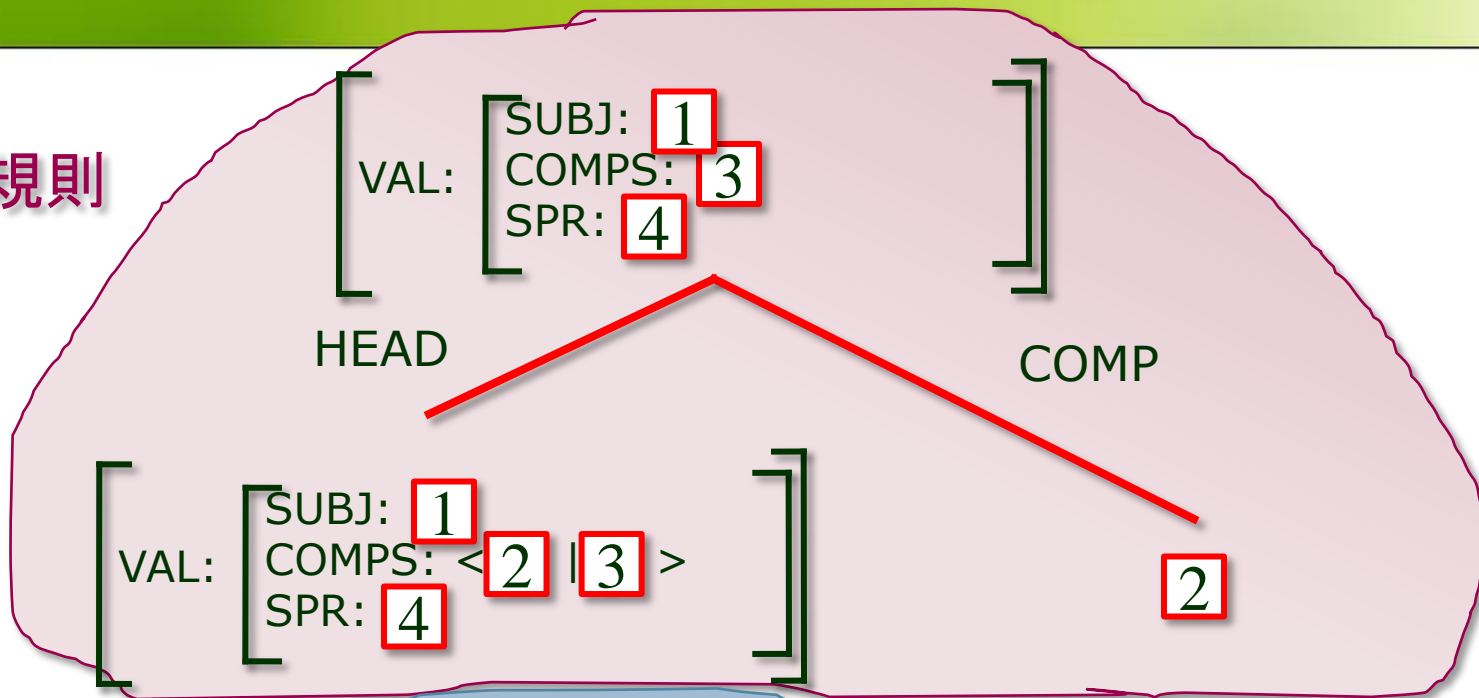 規則
SUBJ: 1
VAL: COMPS: 3
SPR: 4
HEAD
COMP
SUBJ: 1
VAL: COMPS: <2 |3 >
SPR: 4
2